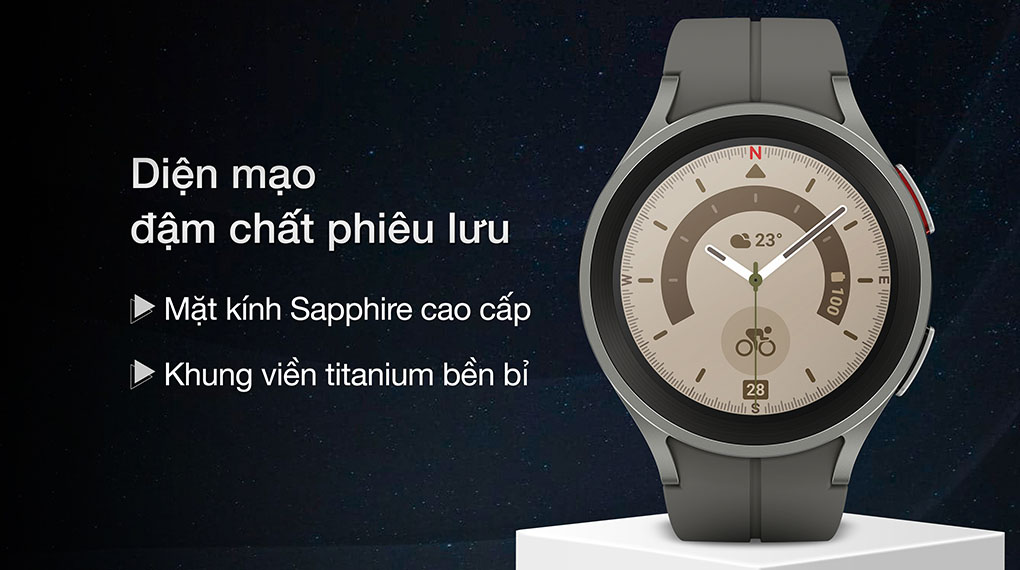 Diện mạo
đậm chất phiêu lưu
Mặt kính Sapphire cao cấp
Khung viền titanium bền bỉ
N
23°
W
E
100
28
S